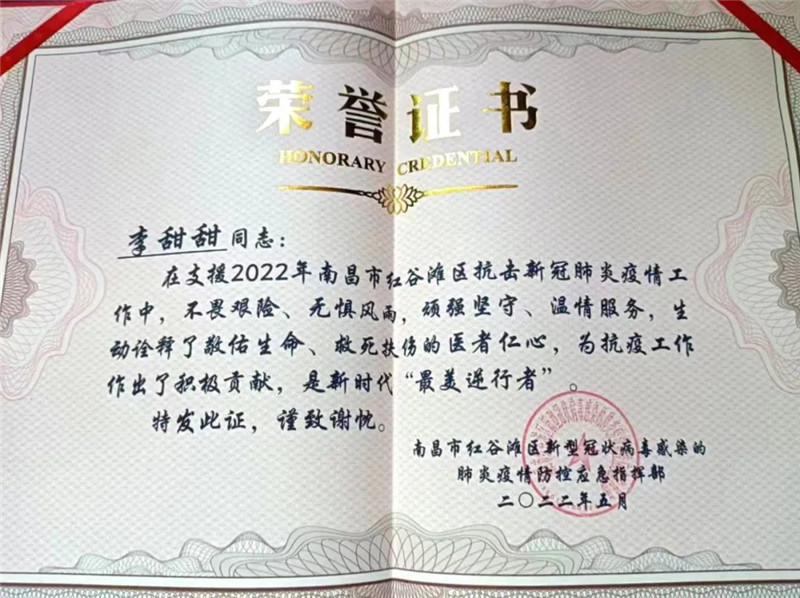 荣誉证书
HONORARY CREDENTIAL
李甜甜同志：
在支援2022年南昌市红谷滩区抗击新冠肺炎疫情工
作中，不畏艰险、无惧风雨，顽强坚守、温情服务，生
动诠释了敬佑生命、救死扶伤的医者仁心，为抗疫工作
作出了积极贡献，是新时代“最美逆行者”。
特发此证，谨致谢忱。
南昌市红谷滩区新型冠状病毒感染的
肺炎疫情防控应急指挥部
二〇二二年五月